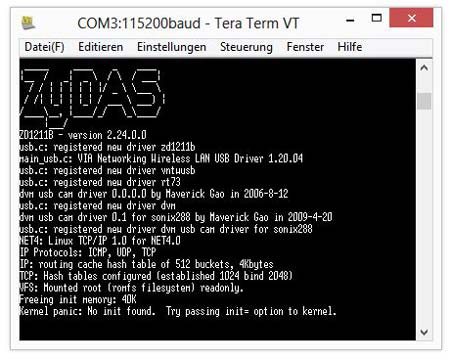 COM3:115200baud - Tera Term VT
Datei(F) Editieren Einstellungen Steuerung Fenster Hilfe
ZyDAS
ZD1211B - version 2.24.0.0
usb.c: registered new driver zd1211b
main_usb.c: VIA Networking Wireless LAN USB Driver 1.20.04
usb.c: registered new driver vntwusb
usb.c: registered new driver rt73
dvm usb cam driver 0.0.0.0 by Maverick Gao in 2006-8-12
usb.c: registered new driver dvm
dvm usb cam driver 0.1 for sonix288 by Maverick Gao in 2009-4-20
usb.c: registered new driver dvm usb cam driver for sonix288
NET4: Linux TCP/IP 1.0 for NET4.0
IP Protocols: ICMP, UDP, TCP
IP: routing cache hash table of 512 buckets, 4Kbytes
TCP: Hash tables configured (established 1024 bind 2048)
VFS: Mounted root (romfs filesystem) readonly.
Freeing init memory: 40K
Kernel panic: No init found.  Try passing init= option to kernel.